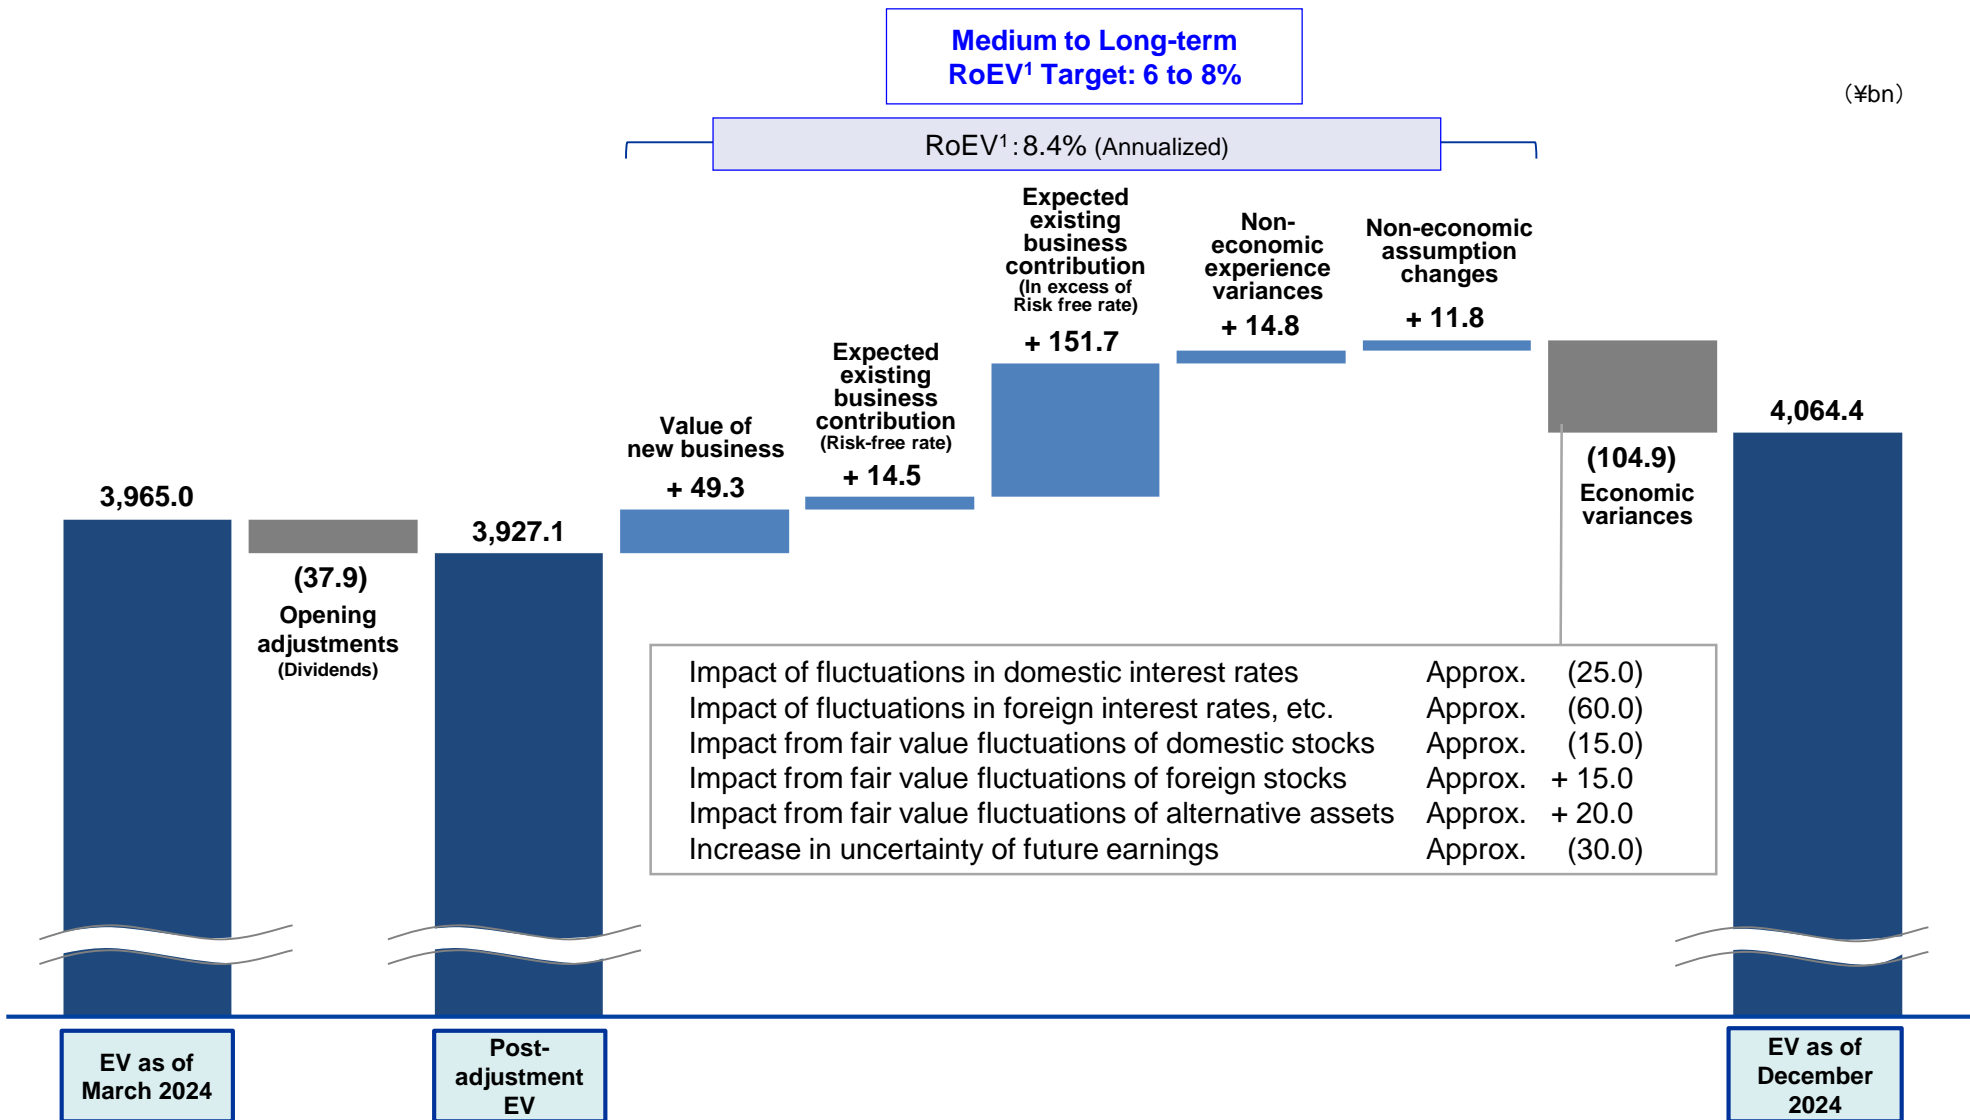 Medium to Long-term
RoEV¹ Target: 6 to 8%
（¥bn）
RoEV¹：8.4% (Annualized)
3,965.0
(37.9)
Opening
adjustments
(Dividends)
3,927.1
Value of
new business
+ 49.3
Expected
existing
business
contribution
(Risk-free rate)
+ 14.5
Expected
existing
business
contribution
(In excess of
Risk free rate)
+ 151.7
Non-
economic
experience
variances
+ 14.8
Non-economic
assumption
changes
+ 11.8
(104.9)
Economic
variances
4,064.4
Impact of fluctuations in domestic interest rates Approx. (25.0)
Impact of fluctuations in foreign interest rates, etc. Approx. (60.0)
Impact from fair value fluctuations of domestic stocks Approx. (15.0)
Impact from fair value fluctuations of foreign stocks Approx. + 15.0
Impact from fair value fluctuations of alternative assets Approx. + 20.0
Increase in uncertainty of future earnings Approx. (30.0)
EV as of
March 2024
Post-
adjustment
EV
EV as of
December
2024